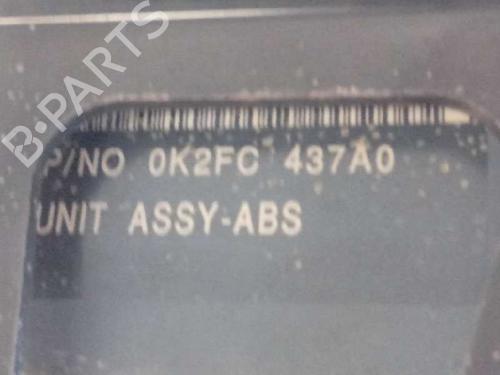 B-PARTS
P/NO 0K2FC 437A0
UNIT ASSY-ABS